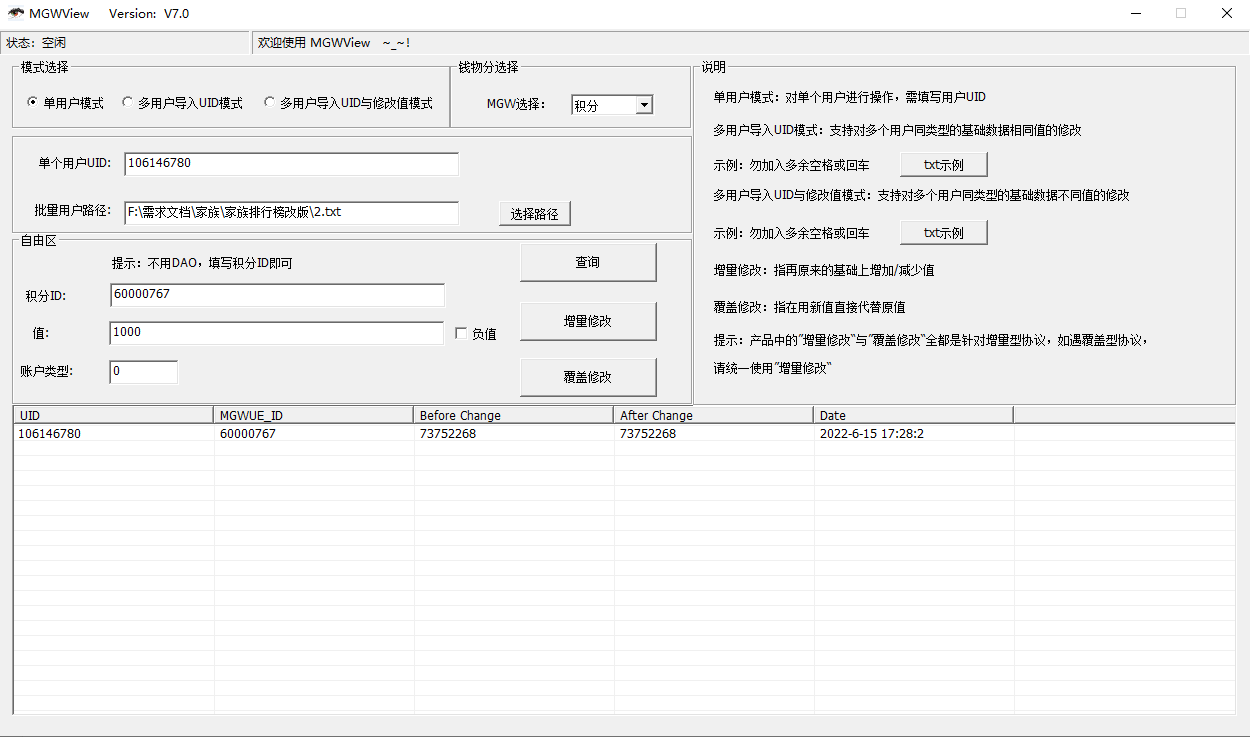 MGWView Version: V7.0
状态：空闲 欢迎使用 MGWView ~_~!
模式选择 钱物分选择 说明
单用户模式 多用户导入UID模式 多用户导入UID与修改值模式 MGW选择： 积分
单用户模式：对单个用户进行操作，需填写用户UID
多用户导入UID模式：支持对多个用户同类型的基础数据相同值的修改
单个用户UID: 106146780
示例：勿加入多余空格或回车 txt示例
多用户导入UID与修改值模式：支持对多个用户同类型的基础数据不同值的修改
批量用户路径： F:\需求文档\家族\家族排行榜改版\2.txt 选择路径
示例：勿加入多余空格或回车 txt示例
自由区
提示：不用DAO，填写积分ID即可 查询
增量修改：指再原来的基础上增加/减少值
积分ID: 60000767
覆盖修改：指在用新值直接代替原值
值: 1000 负值 增量修改
提示：产品中的"增量修改"与"覆盖修改"全都是针对增量型协议，如遇覆盖型协议，
请统一使用"增量修改"
账户类型: 0 覆盖修改
UID MGWUE_ID Before Change After Change Date
106146780 60000767 73752268 73752268 2022-6-15 17:28:2